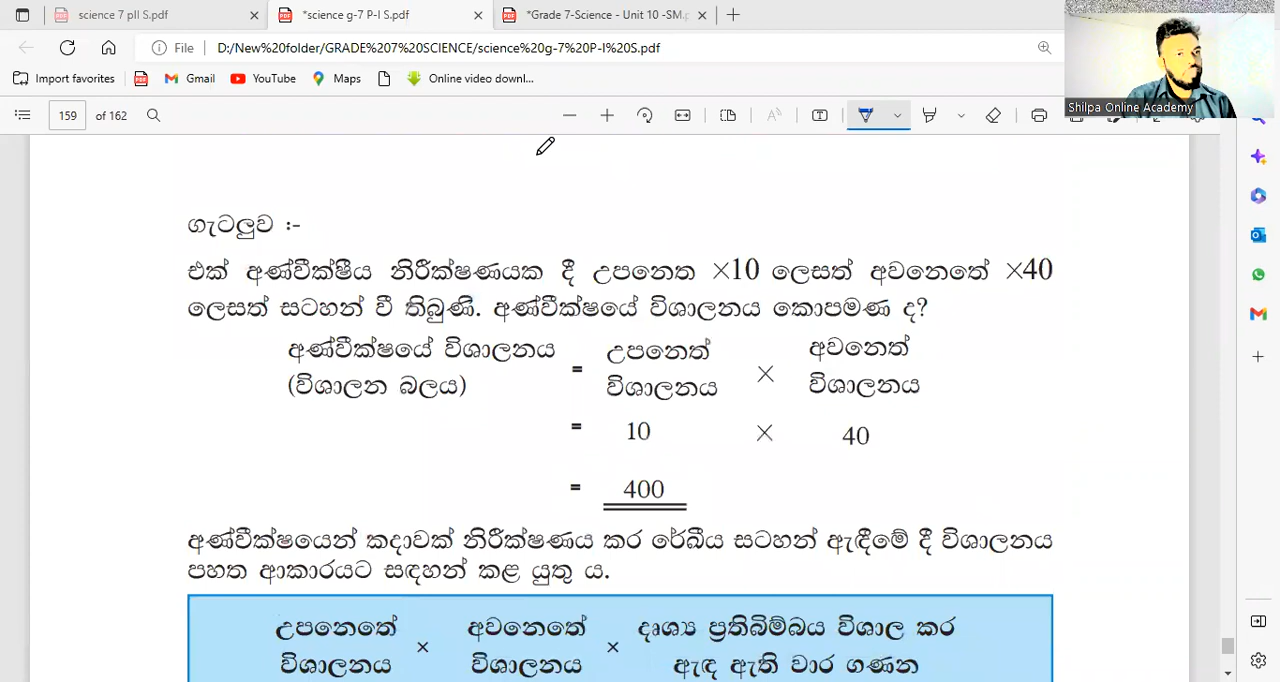 science 7 pII S.pdf
*science g-7 P-I S.pdf
*Grade 7-Science - Unit 10 -SM.p
File D:/New%20folder/GRADE%207%20SCIENCE/science%20g-7%20P-I%20S.pdf
Import favorites Gmail YouTube Maps Online video downl...
159 of 162
Shilpa Online Academy
ගැටලුව :-
එක් අණ්වීක්ෂීය නිරීක්ෂණයක දී උපනෙත ×10 ලෙසත් අවනෙතේ ×40
ලෙසත් සටහන් වී තිබුණි. අණ්වීක්ෂයේ විශාලනය කොපමණ ද?
අණ්වීක්ෂයේ විශාලනය = උපනෙත් × අවනෙත්
(විශාලන බලය) විශාලනය විශාලනය
= 10 × 40
= 400
අණ්වීක්ෂයෙන් කදාවක් නිරීක්ෂණය කර රේඛීය සටහන් ඇඳීමේ දී විශාලනය
පහත ආකාරයට සඳහන් කළ යුතු ය.
උපනෙතේ × අවනෙතේ × දෘශ්‍ය ප්‍රතිබිම්බය විශාල කර
විශාලනය විශාලනය ඇඳ ඇති වාර ගණන